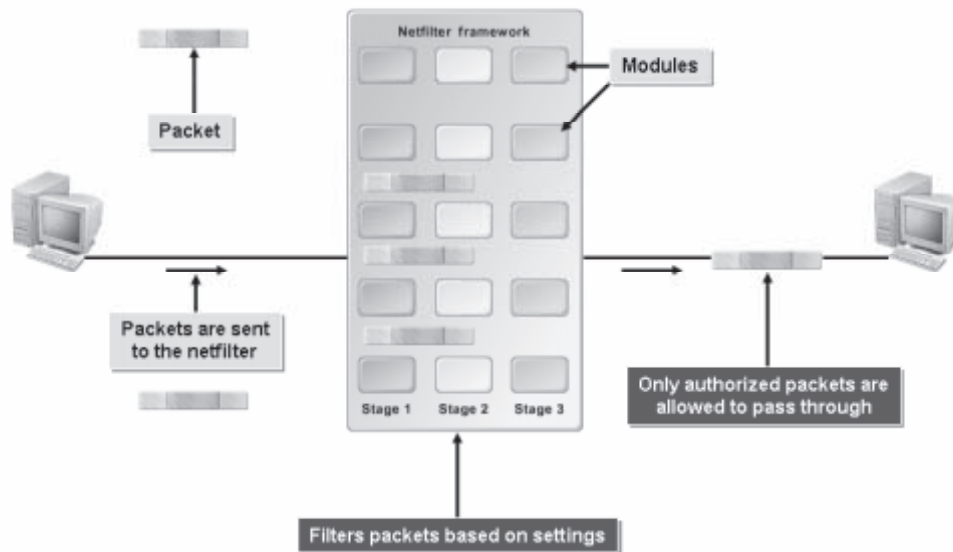 Netfilter framework
Modules
Packet
Packets are sent
to the netfilter
Stage 1 Stage 2 Stage 3
Only authorized packets are
allowed to pass through
Filters packets based on settings